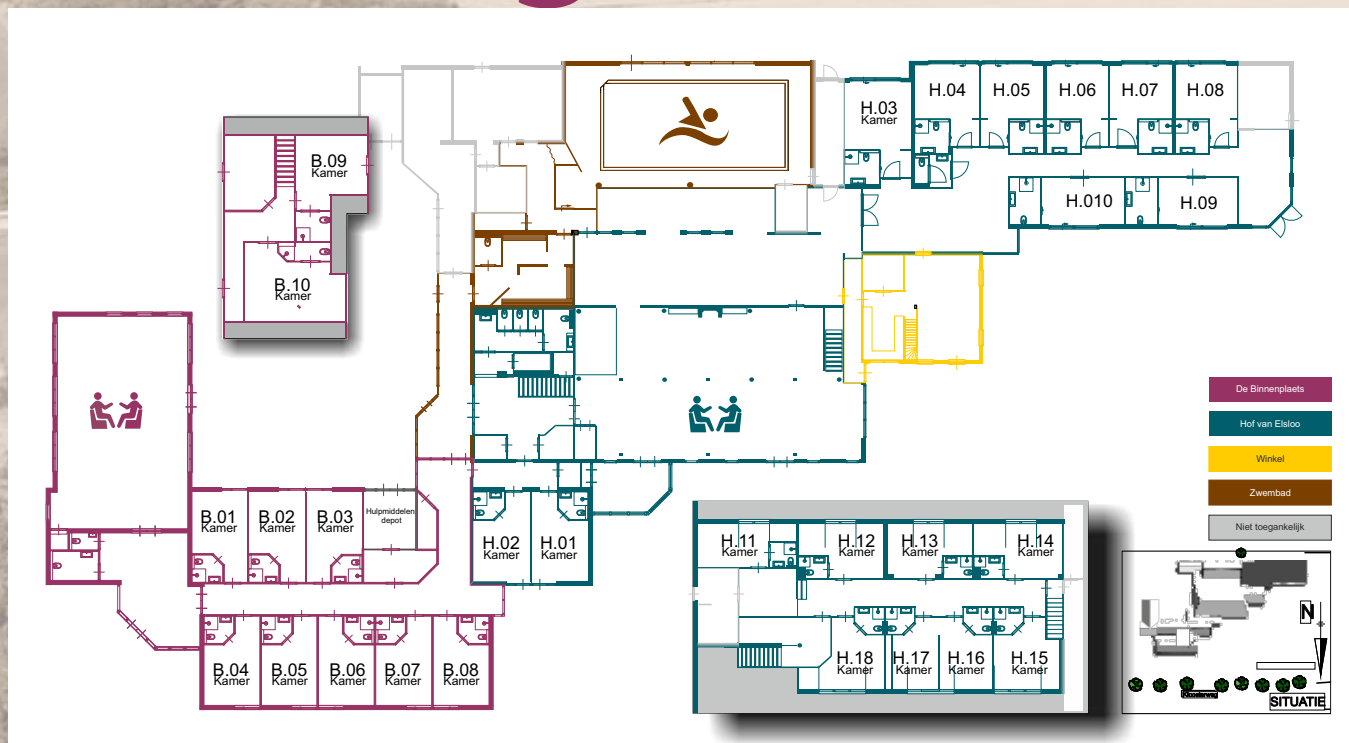 H.03
Kamer
H.04
H.05
H.06
H.07
H.08
H.010
H.09
B.09
Kamer
B.10
Kamer
B.01
Kamer
B.02
Kamer
B.03
Kamer
Hulpmiddelen
depot
H.02
Kamer
H.01
Kamer
B.04
Kamer
B.05
Kamer
B.06
Kamer
B.07
Kamer
B.08
Kamer
H.11
Kamer
H.12
Kamer
H.13
Kamer
H.14
Kamer
H.18
Kamer
H.17
Kamer
H.16
Kamer
H.15
Kamer
De Binnenplaets
Hof van Elsloo
Winkel
Zwembad
Niet toegankelijk
N
Kloosterweg
SITUATIE